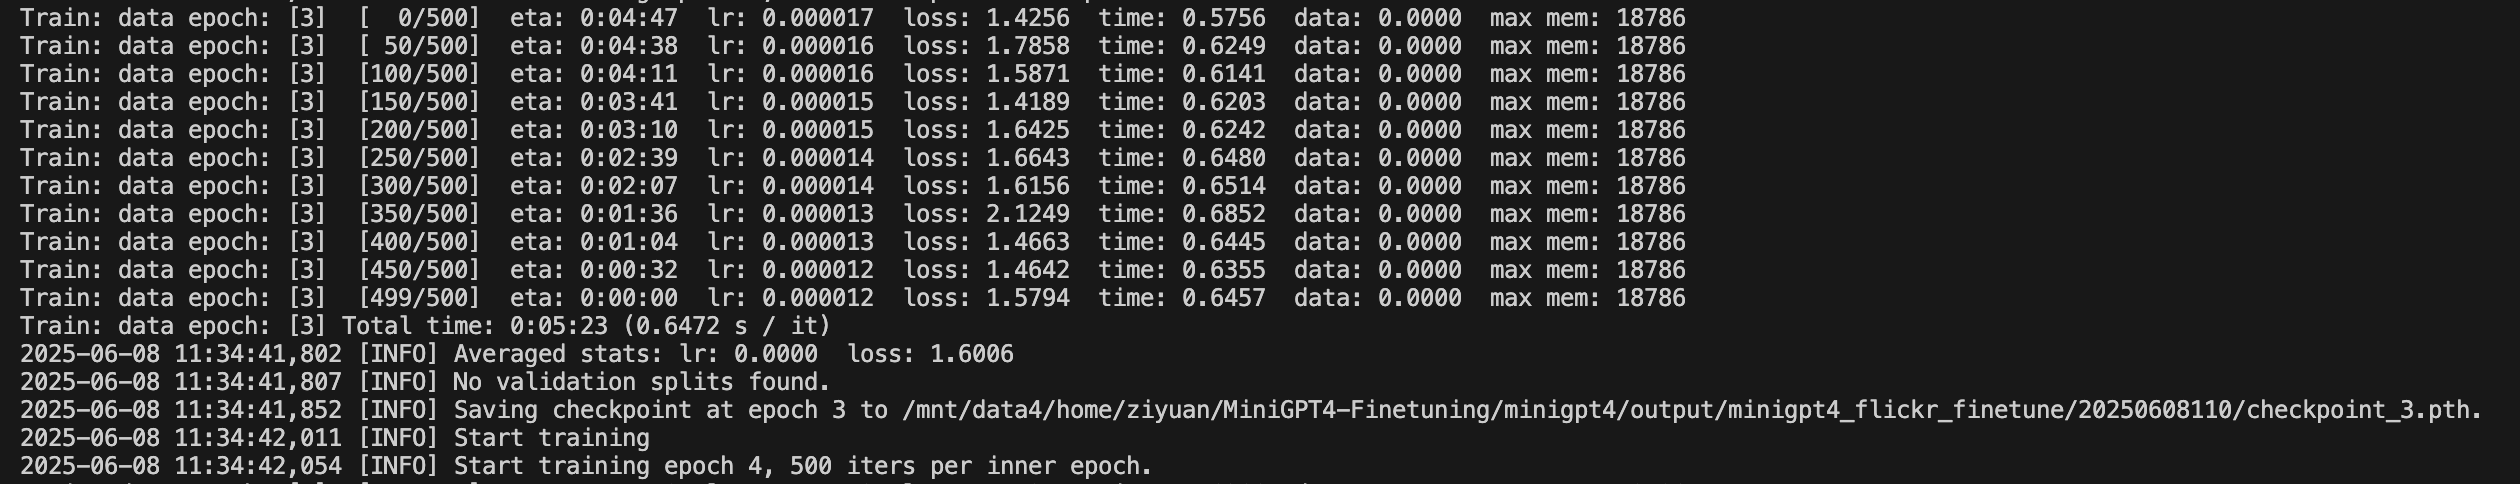 Train: data epoch: [3]  [  0/500]  eta: 0:04:47  lr: 0.000017  loss: 1.4256  time: 0.5756  data: 0.0000  max mem: 18786
Train: data epoch: [3]  [ 50/500]  eta: 0:04:38  lr: 0.000016  loss: 1.7858  time: 0.6249  data: 0.0000  max mem: 18786
Train: data epoch: [3]  [100/500]  eta: 0:04:11  lr: 0.000016  loss: 1.5871  time: 0.6141  data: 0.0000  max mem: 18786
Train: data epoch: [3]  [150/500]  eta: 0:03:41  lr: 0.000015  loss: 1.4189  time: 0.6203  data: 0.0000  max mem: 18786
Train: data epoch: [3]  [200/500]  eta: 0:03:10  lr: 0.000015  loss: 1.6425  time: 0.6242  data: 0.0000  max mem: 18786
Train: data epoch: [3]  [250/500]  eta: 0:02:39  lr: 0.000014  loss: 1.6643  time: 0.6480  data: 0.0000  max mem: 18786
Train: data epoch: [3]  [300/500]  eta: 0:02:07  lr: 0.000014  loss: 1.6156  time: 0.6514  data: 0.0000  max mem: 18786
Train: data epoch: [3]  [350/500]  eta: 0:01:36  lr: 0.000013  loss: 2.1249  time: 0.6852  data: 0.0000  max mem: 18786
Train: data epoch: [3]  [400/500]  eta: 0:01:04  lr: 0.000013  loss: 1.4663  time: 0.6445  data: 0.0000  max mem: 18786
Train: data epoch: [3]  [450/500]  eta: 0:00:32  lr: 0.000012  loss: 1.4642  time: 0.6355  data: 0.0000  max mem: 18786
Train: data epoch: [3]  [499/500]  eta: 0:00:00  lr: 0.000012  loss: 1.5794  time: 0.6457  data: 0.0000  max mem: 18786
Train: data epoch: [3] Total time: 0:05:23 (0.6472 s / it)
2025-06-08 11:34:41,802 [INFO] Averaged stats: lr: 0.0000  loss: 1.6006
2025-06-08 11:34:41,807 [INFO] No validation splits found.
2025-06-08 11:34:41,852 [INFO] Saving checkpoint at epoch 3 to /mnt/data4/home/ziyuan/MiniGPT4-Finetuning/minigpt4/output/minigpt4_flickr_finetune/20250608110/checkpoint_3.pth.
2025-06-08 11:34:42,011 [INFO] Start training
2025-06-08 11:34:42,054 [INFO] Start training epoch 4, 500 iters per inner epoch.